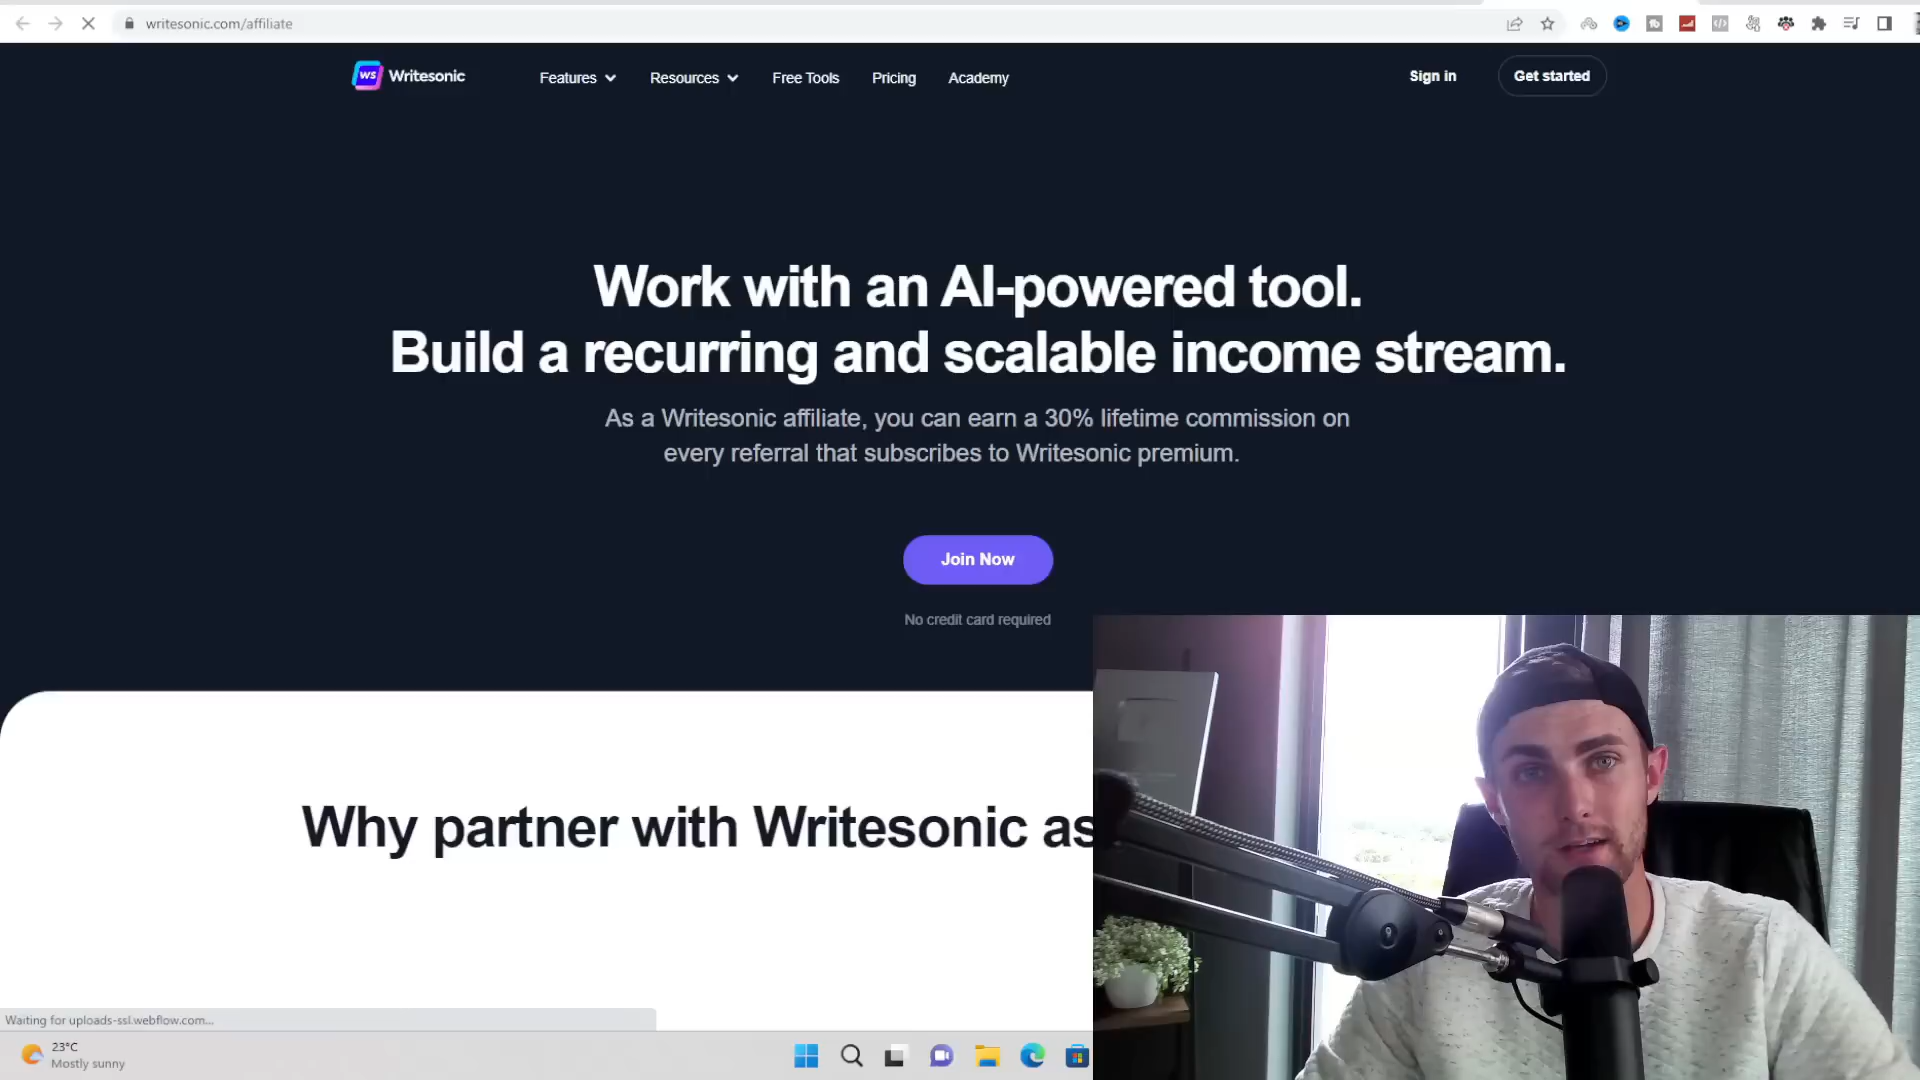 writesonic.com/affiliate
WS Writesonic
Features
Resources
Free Tools
Pricing
Academy
Sign in
Get started
Work with an AI-powered tool.
Build a recurring and scalable income stream.
As a Writesonic affiliate, you can earn a 30% lifetime commission on
every referral that subscribes to Writesonic premium.
Join Now
No credit card required
Why partner with Writesonic as
Waiting for uploads-ssl.webflow.com...
23°C
Mostly sunny